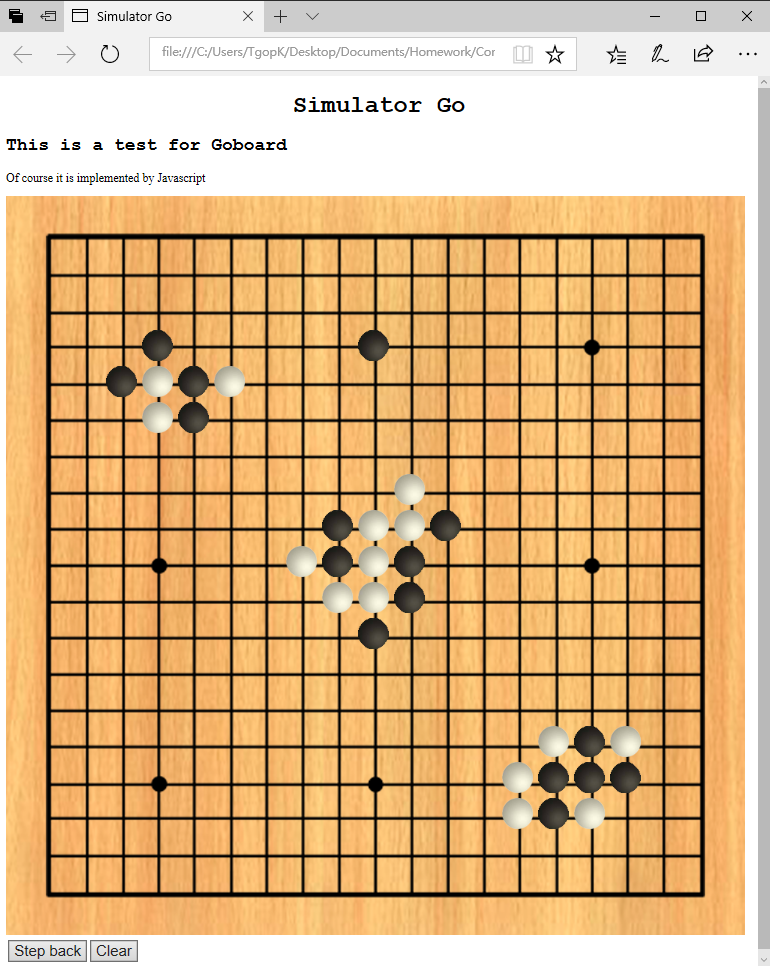 Simulator Go
file:///C:/Users/TgopK/Desktop/Documents/Homework/Cor
Simulator Go
This is a test for Goboard
Of course it is implemented by Javascript
Step back Clear